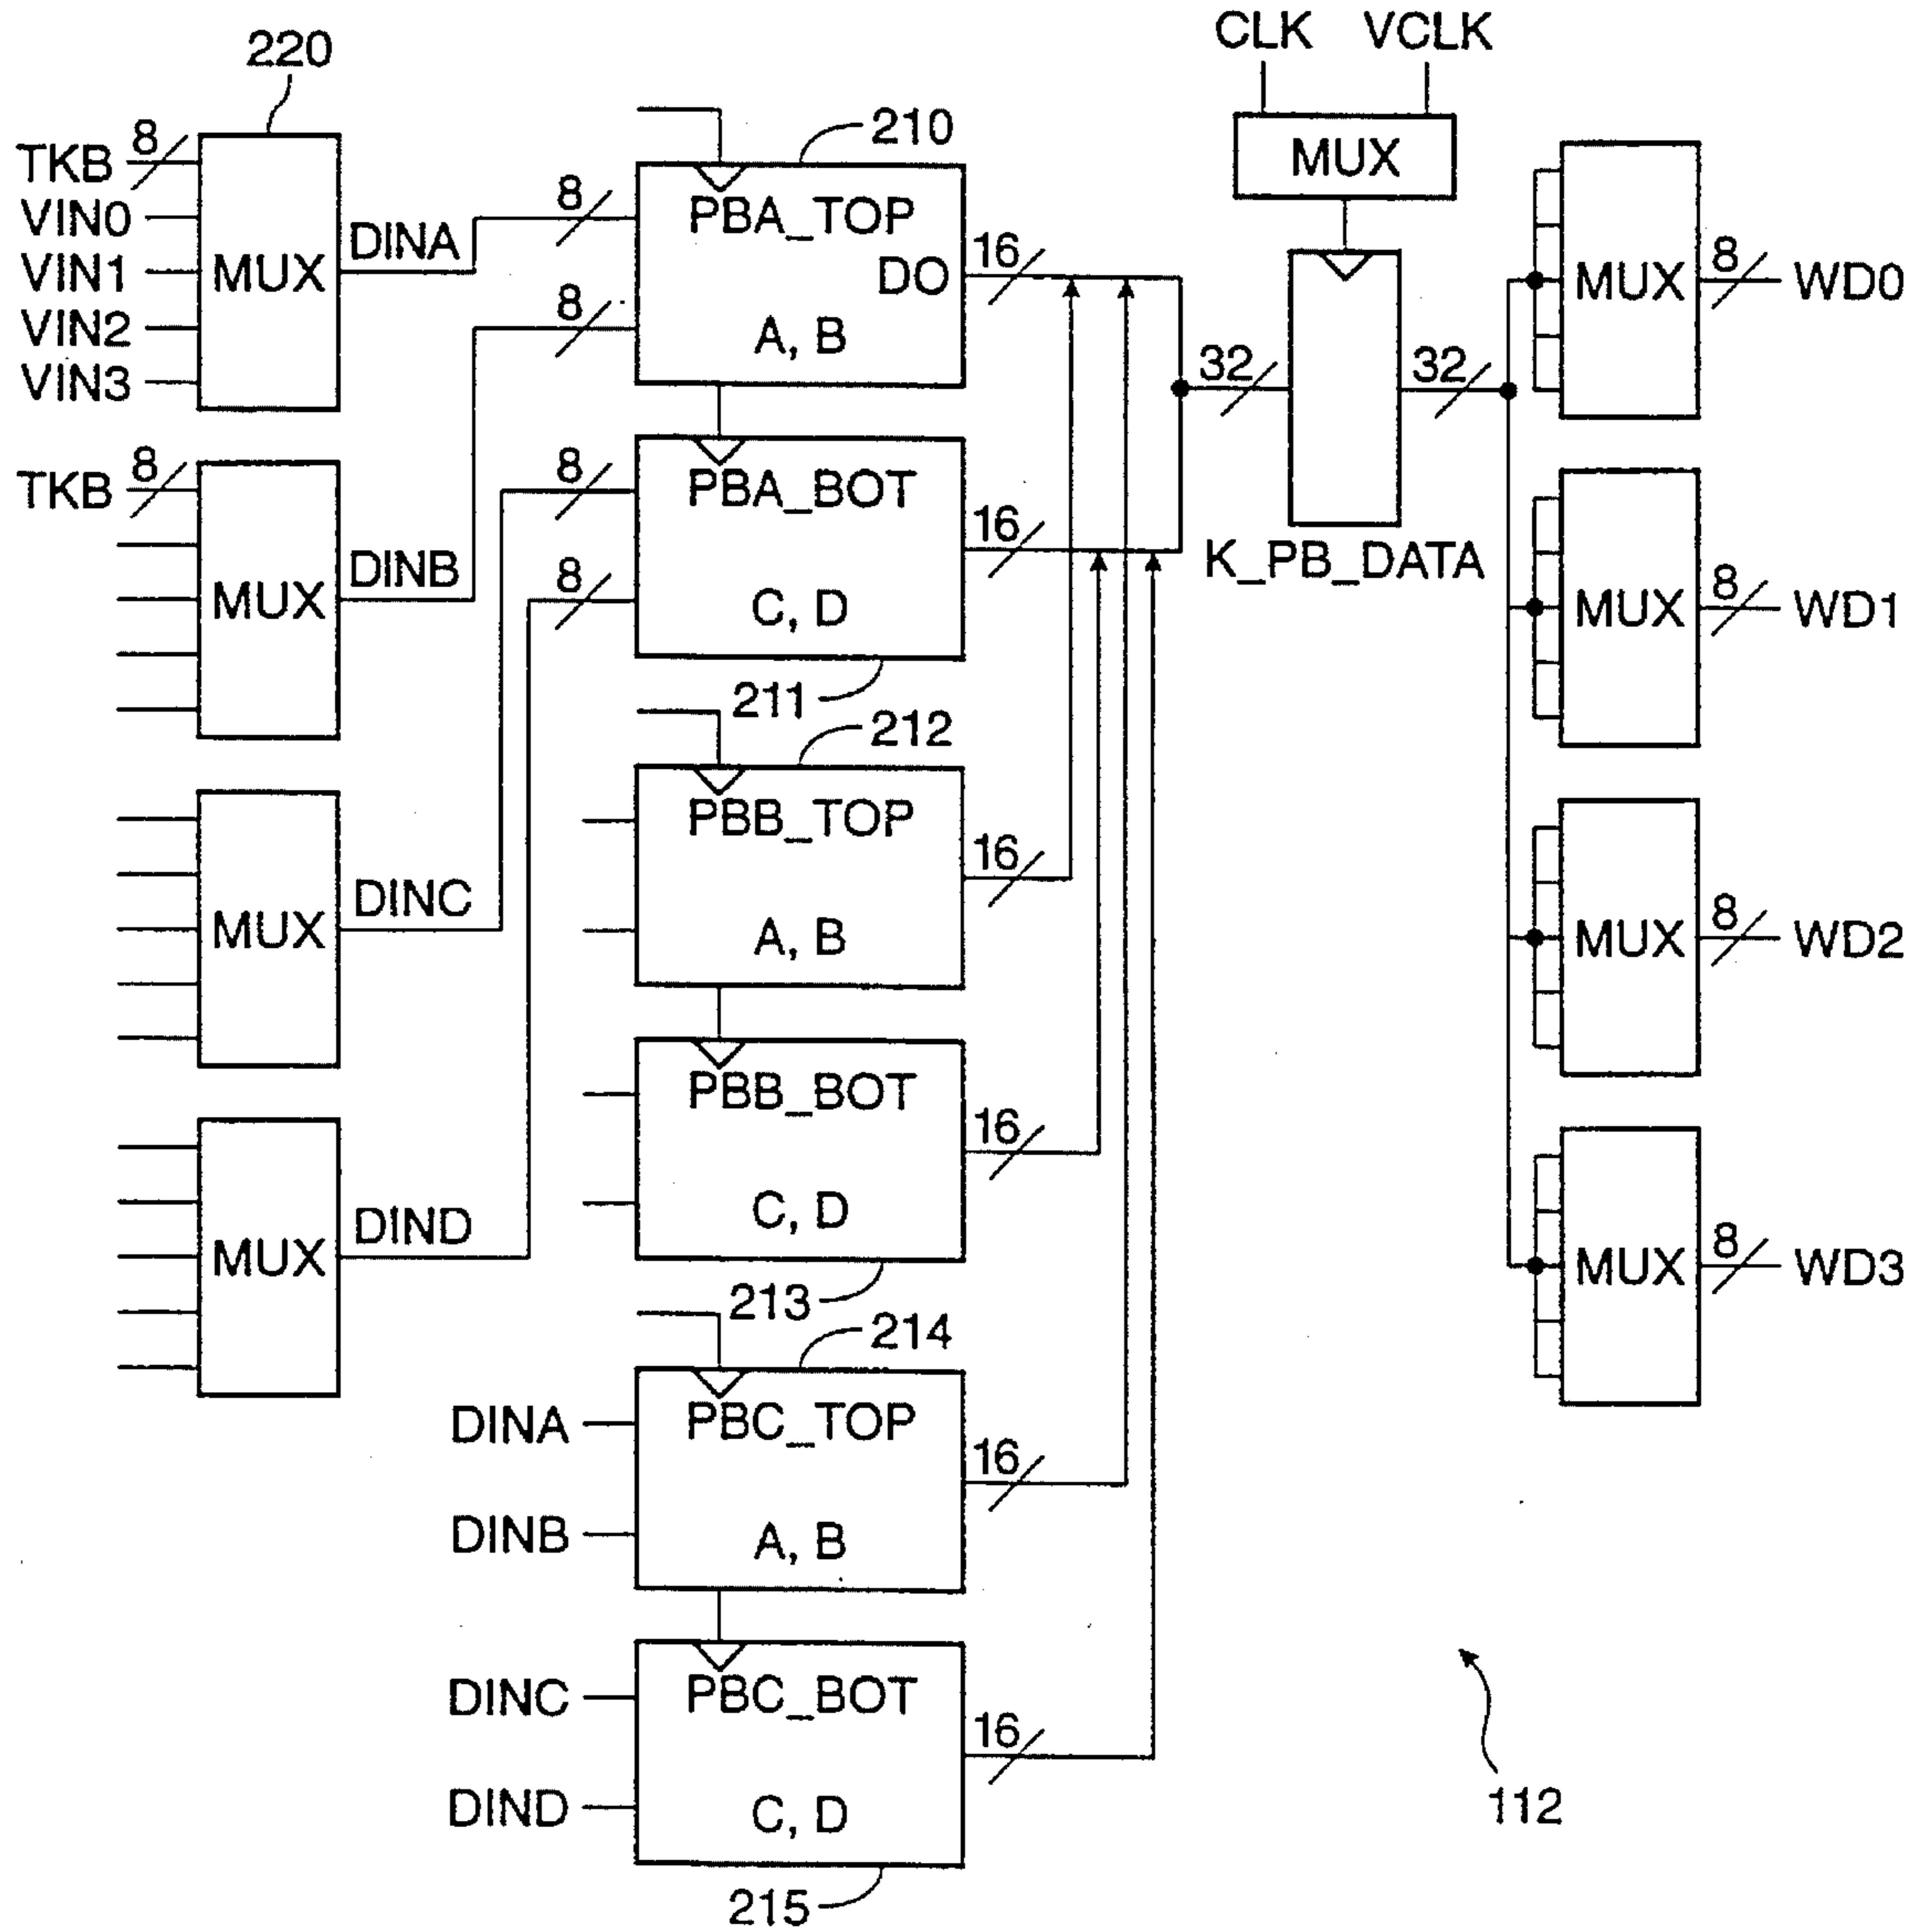 CLK VCLK
220
8 TKB
VIN0
VIN1
VIN2
VIN3
MUX
DINA
8
8
210
PBA_TOP
DO
A, B
16
MUX
32
32
K_PB_DATA
MUX
8
WD0
TKB 8
MUX
DINB
8
8
PBA_BOT
C, D
211
16
MUX
8
WD1
MUX
DINC
212
PBB_TOP
A, B
16
MUX
8
WD2
MUX
DIND
PBB_BOT
C, D
213
16
MUX
8
WD3
214
DINA
DINB
PBC_TOP
A, B
16
DINC
DIND
PBC_BOT
C, D
215
16
112